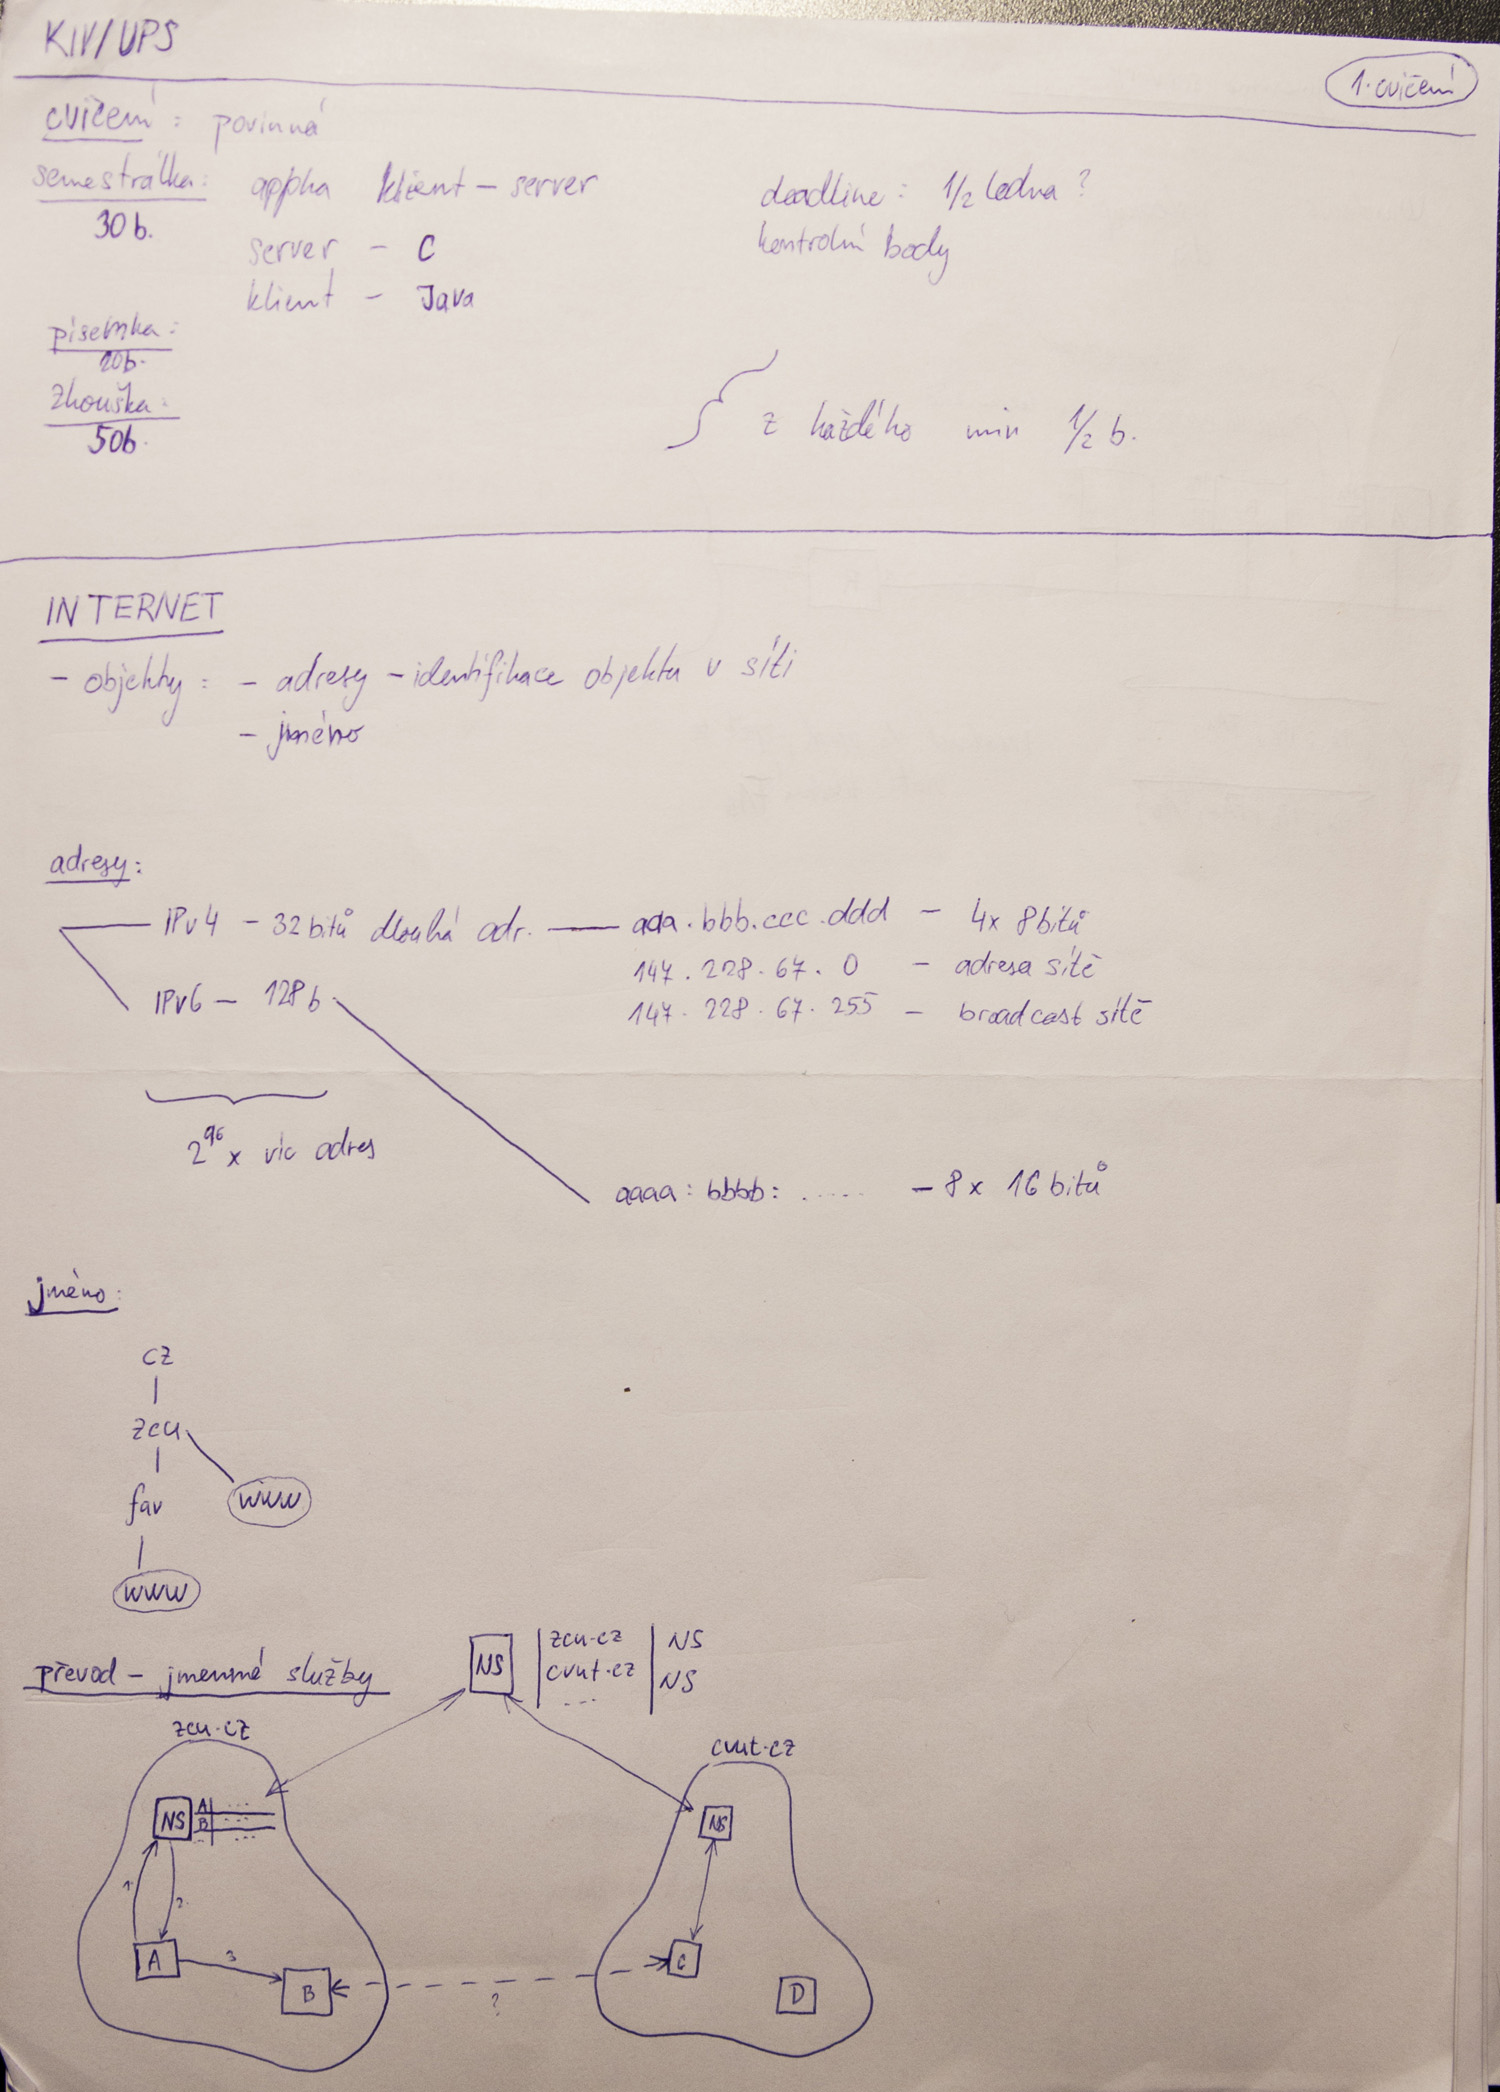 KIV/UPS
1. cvičení
cvičení : povinná
semestrálka: appka klient – server
30 b.
server – C
klient – Java
deadline : 1/2 ledna ?
kontrolní body
písemka :
20b.
zkouška :
50b.
z každého min 1/2 b.
INTERNET
– objekty : – adresy – identifikace objektu v síti
– jméno
adresy :
IPv4 – 32 bitů dlouhá adr. — aaa.bbb.ccc.ddd – 4x 8bitů
147.228.67.0 – adresa sítě
147.228.67.255 – broadcast sítě
IPv6 – 128 b
2^96 x víc adres
aaaa : bbbb : ..... – 8x 16 bitů
jméno :
cz
zcu
fav
www
www
převod – jmenné služby
NS
zcu.cz | NS
cvut.cz | NS
...
zcu.cz
NS
A ...
B ...
... ...
1.
2.
A
3
B
?
cvut.cz
NS
C
D